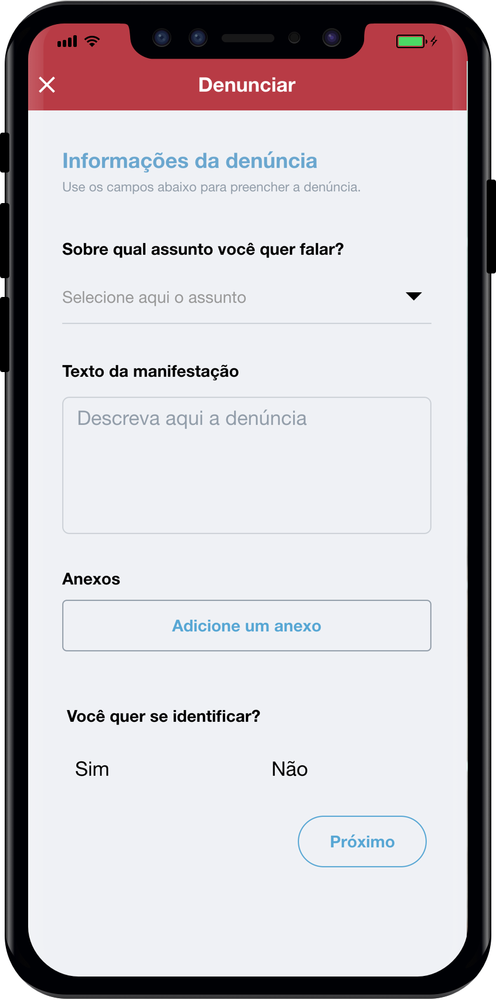 Denunciar
Informações da denúncia
Use os campos abaixo para preencher a denúncia.
Sobre qual assunto você quer falar?
Selecione aqui o assunto
Texto da manifestação
Descreva aqui a denúncia
Anexos
Adicione um anexo
Você quer se identificar?
Sim Não
Próximo